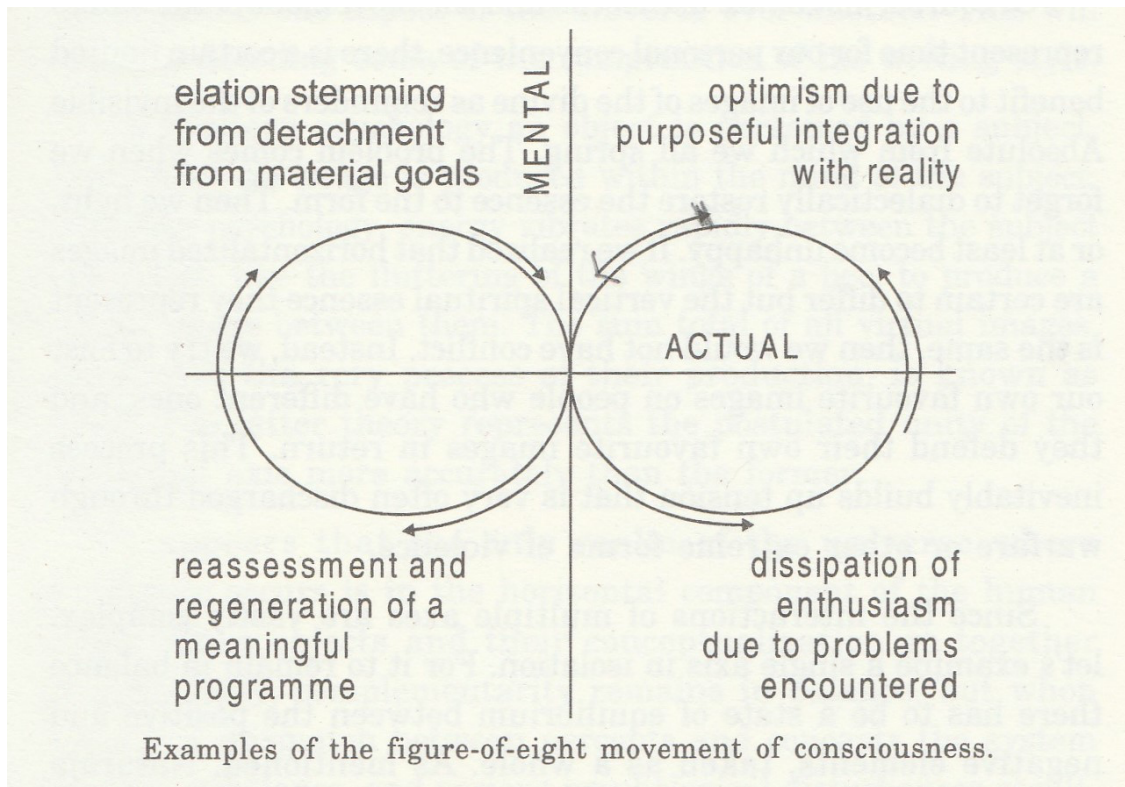 elation stemming
from detachment
from material goals
MENTAL
optimism due to
purposeful integration
with reality
ACTUAL
reassessment and
regeneration of a
meaningful
programme
dissipation of
enthusiasm
due to problems
encountered
Examples of the figure-of-eight movement of consciousness.